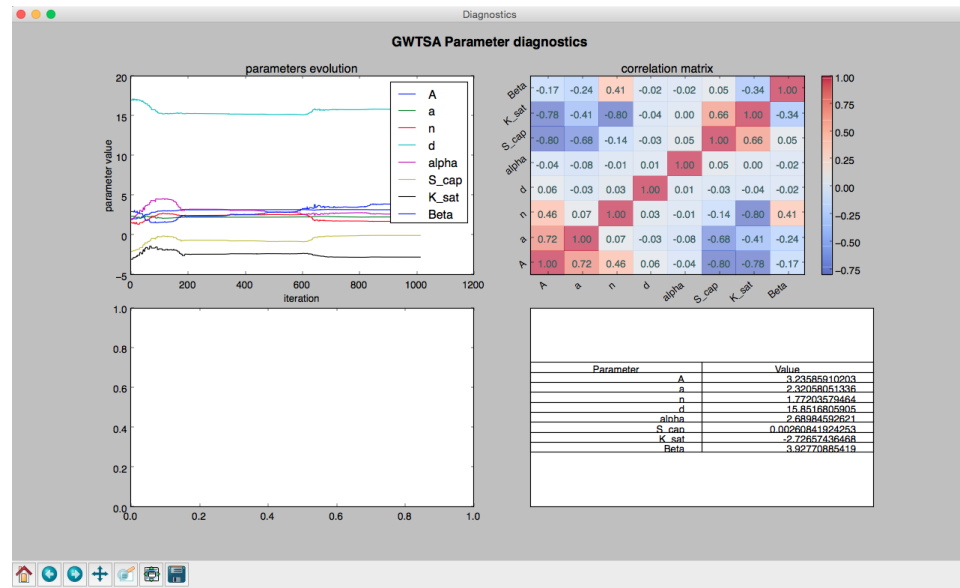 Diagnostics
GWTSA Parameter diagnostics
parameters evolution
20
15
10
5
0
−5
parameter value
0 200 400 600 800 1000 1200
iteration
A
a
n
d
alpha
S_cap
K_sat
Beta
correlation matrix
Beta -0.17 -0.24 0.41 -0.02 -0.02 0.05 -0.34 1.00
K_sat -0.78 -0.41 -0.80 -0.04 0.00 0.66 1.00 -0.34
S_cap -0.80 -0.68 -0.14 -0.03 0.05 1.00 0.66 0.05
alpha -0.04 -0.08 -0.01 0.01 1.00 0.05 0.00 -0.02
d 0.06 -0.03 0.03 1.00 0.01 -0.03 -0.04 -0.02
n 0.46 0.07 1.00 0.03 -0.01 -0.14 -0.80 0.41
a 0.72 1.00 0.07 -0.03 -0.08 -0.68 -0.41 -0.24
A 1.00 0.72 0.46 0.06 -0.04 -0.80 -0.78 -0.17
A a n d alpha S_cap K_sat Beta
1.00
0.75
0.50
0.25
0.00
−0.25
−0.50
−0.75
1.0
0.8
0.6
0.4
0.2
0.0
0.0 0.2 0.4 0.6 0.8 1.0
Parameter Value
A 3.23585910203
a 2.32058051336
n 1.77203579464
d 15.8516805905
alpha 2.68984592621
S_cap 0.00260841924253
K_sat -2.72657436468
Beta 3.92770885419